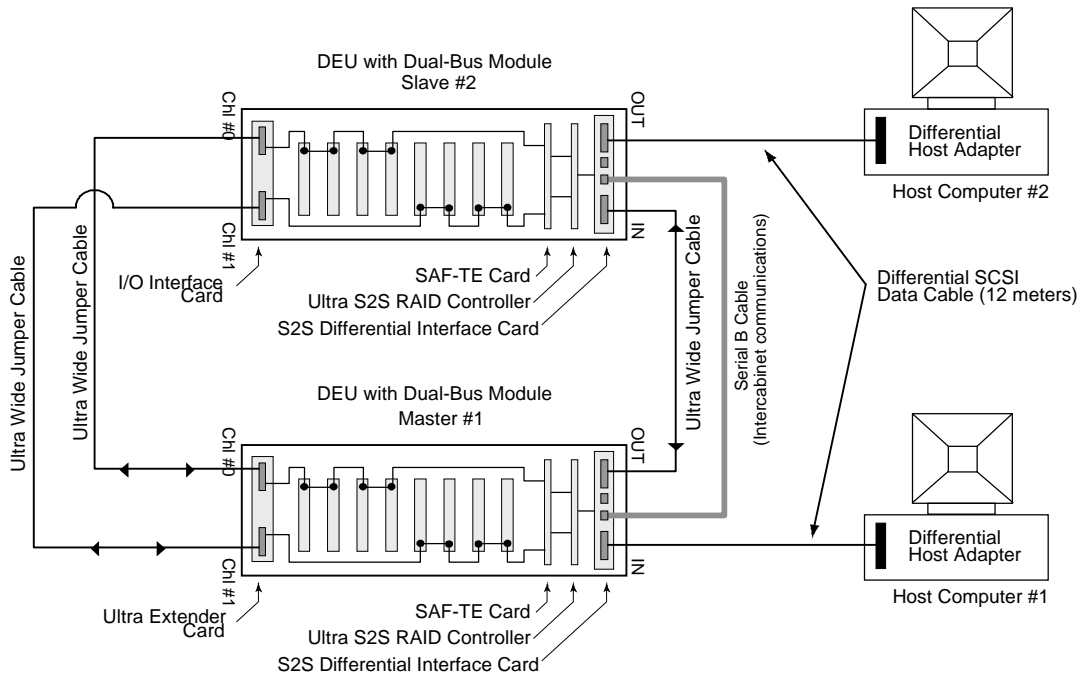 DEU with Dual-Bus Module
Slave #2
Chl #0
Chl #1
OUT
IN
I/O Interface
Card
SAF-TE Card
Ultra S2S RAID Controller
S2S Differential Interface Card
Differential
Host Adapter
Host Computer #2
Ultra Wide Jumper Cable
Ultra Wide Jumper Cable
Ultra Wide Jumper Cable
Serial B Cable
(Intercabinet communications)
Differential SCSI
Data Cable (12 meters)
DEU with Dual-Bus Module
Master #1
Chl #0
Chl #1
OUT
IN
Ultra Extender
Card
SAF-TE Card
Ultra S2S RAID Controller
S2S Differential Interface Card
Differential
Host Adapter
Host Computer #1